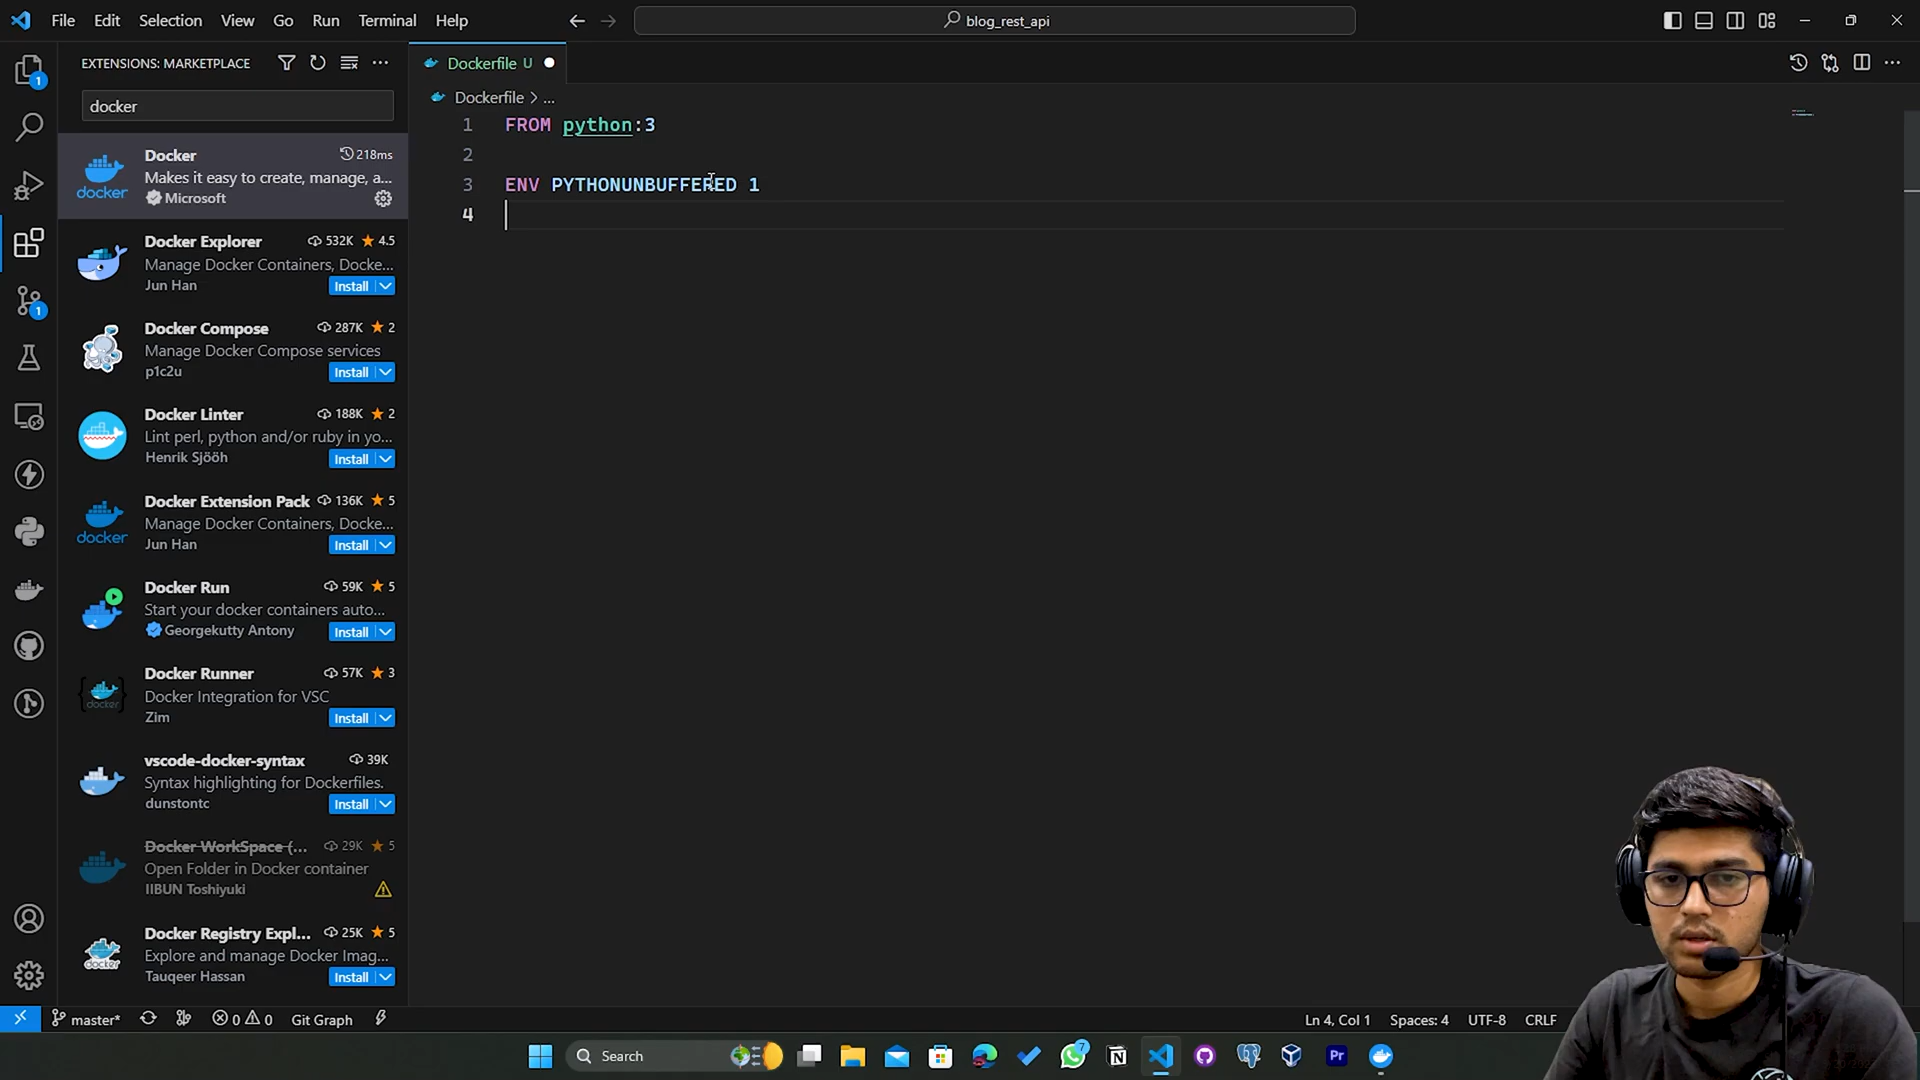 File Edit Selection View Go Run Terminal Help
blog_rest_api
EXTENSIONS: MARKETPLACE
docker
Docker 218ms
Makes it easy to create, manage, a...
Microsoft
Docker Explorer 532K 4.5
Manage Docker Containers, Docke...
Jun Han Install
Docker Compose 287K 2
Manage Docker Compose services
p1c2u Install
Docker Linter 188K 2
Lint perl, python and/or ruby in yo...
Henrik Sjööh Install
Docker Extension Pack 136K 5
Manage Docker Containers, Docke...
Jun Han Install
Docker Run 59K 5
Start your docker containers auto...
Georgekutty Antony Install
Docker Runner 57K 3
Docker Integration for VSC
Zim Install
vscode-docker-syntax 39K
Syntax highlighting for Dockerfiles.
dunstontc Install
Docker WorkSpace (... 29K 5
Open Folder in Docker container
IIBUN Toshiyuki
Docker Registry Expl... 25K 5
Explore and manage Docker Imag...
Tauqeer Hassan Install
Dockerfile U
Dockerfile > ...
1 FROM python:3
2
3 ENV PYTHONUNBUFFERED 1
4
master* 0 0 Git Graph
Ln 4, Col 1 Spaces: 4 UTF-8 CRLF
Search